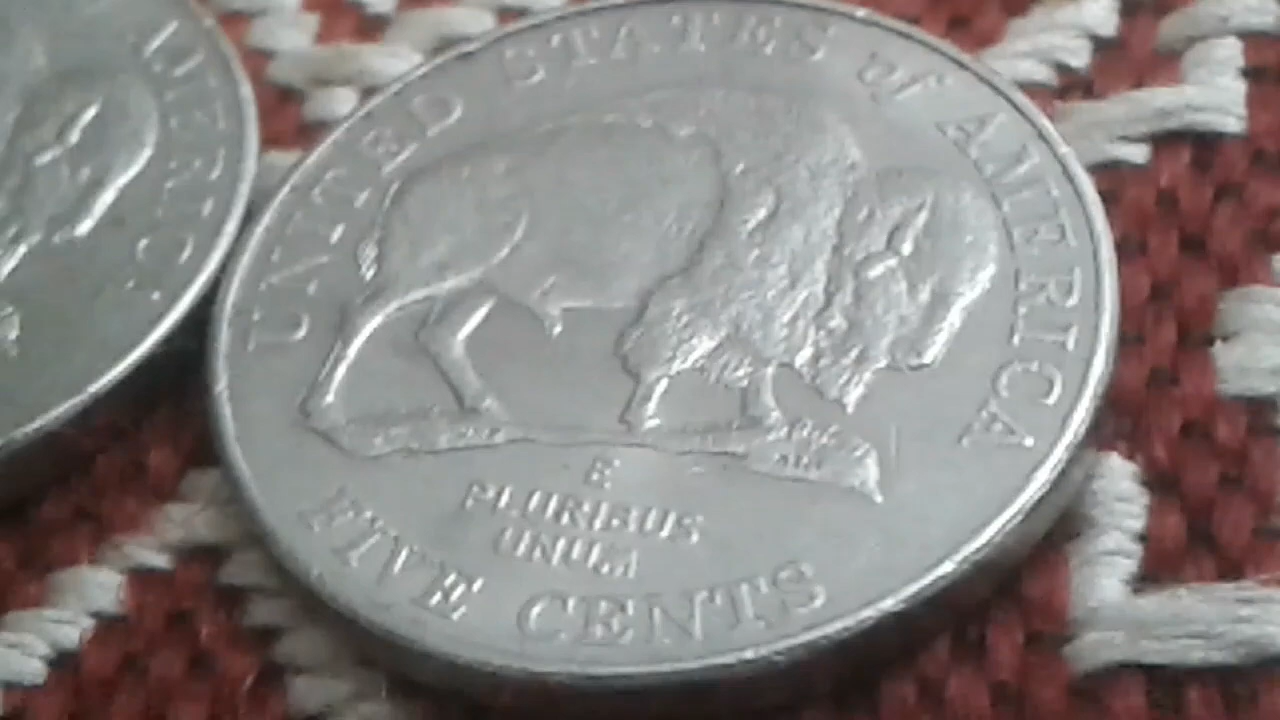 UNITED STATES of AMERICA
E
PLURIBUS
UNUM
FIVE CENTS